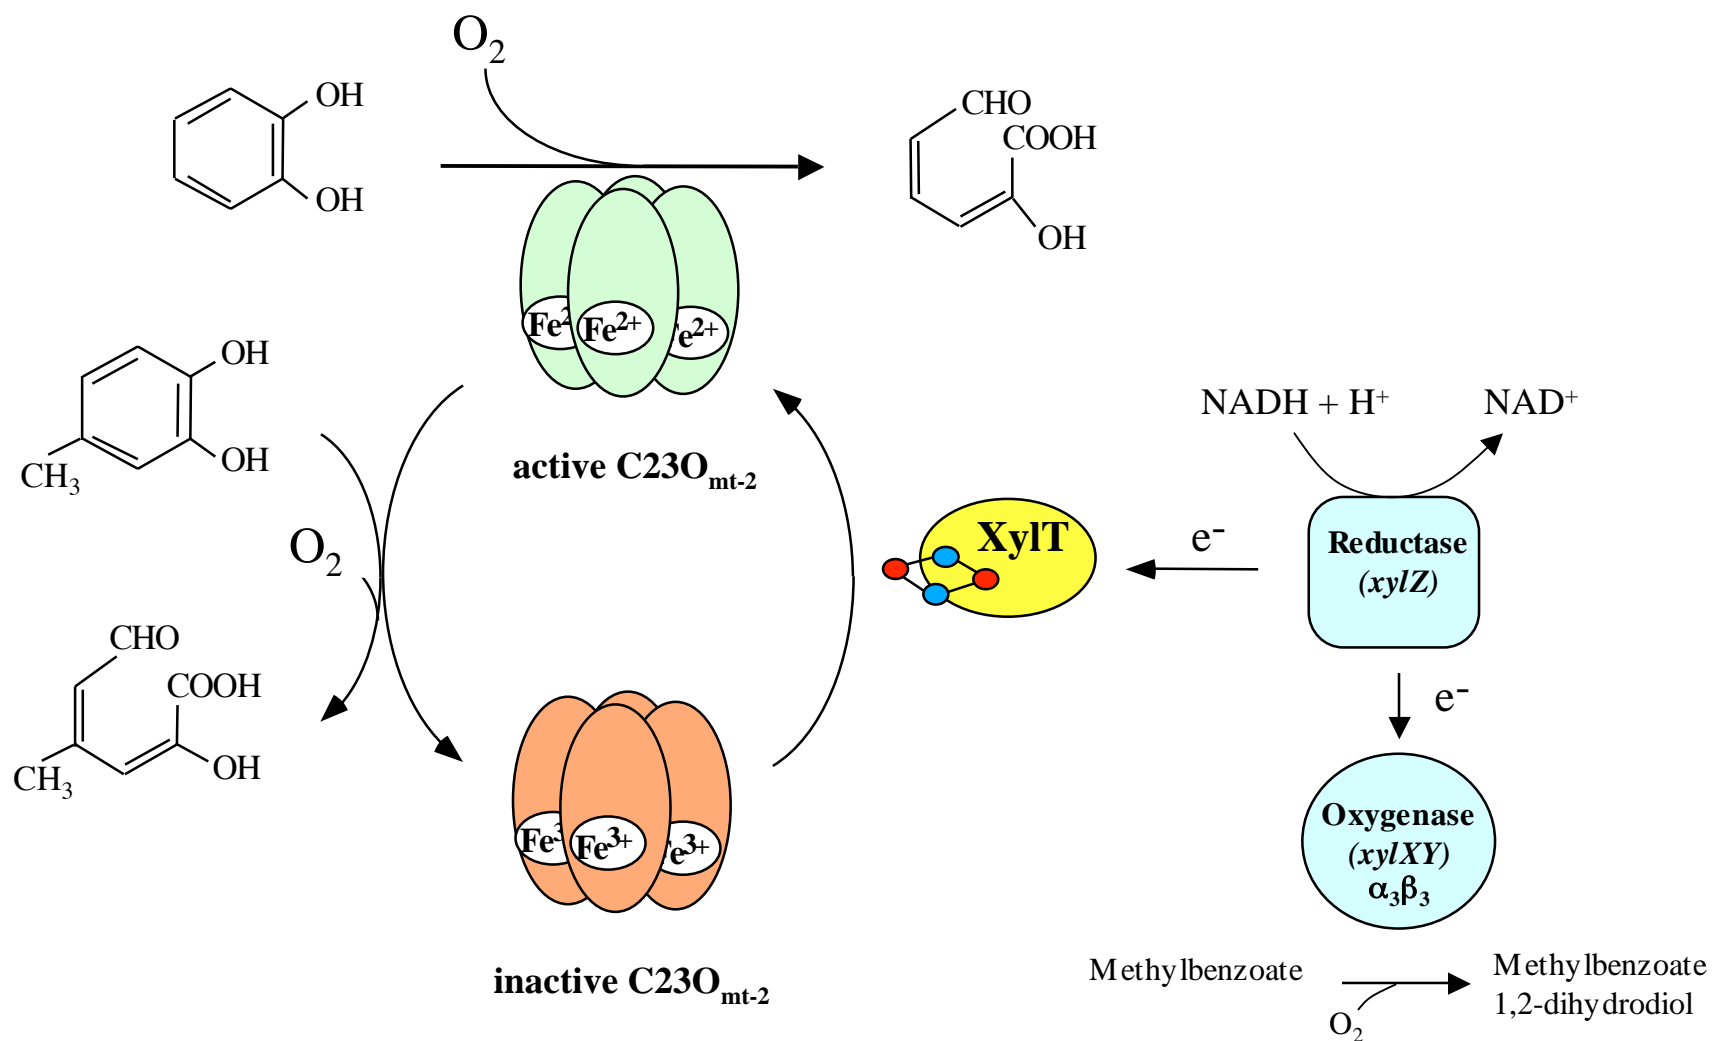 O2
OH
OH
CHO
COOH
OH
Fe2+
Fe2+
OH
OH
CH3
active C23Omt-2
NADH + H+
NAD+
XylT
e-
Reductase
(xylZ)
O2
CHO
COOH
OH
CH3
e-
Fe3+
Oxygenase
(xylXY)
α3β3
inactive C23Omt-2
Methylbenzoate
Methylbenzoate
1,2-dihydrodiol
O2